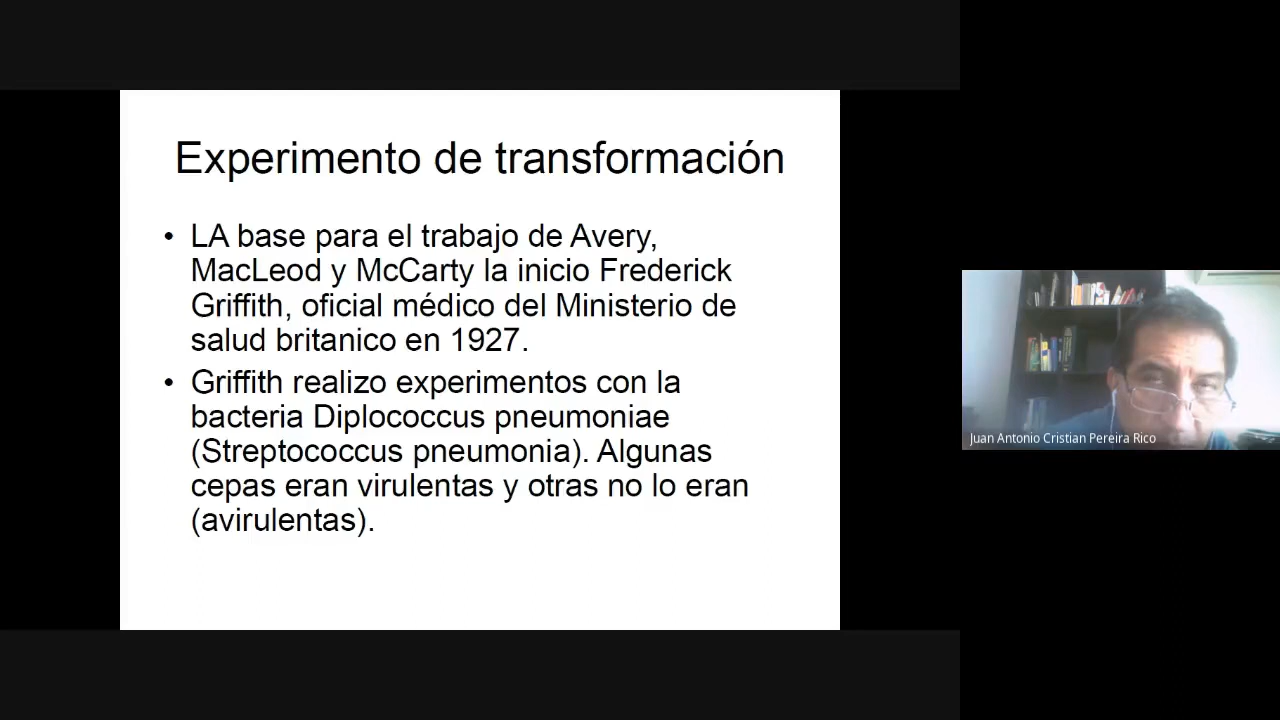 Experimento de transformación
• LA base para el trabajo de Avery,
MacLeod y McCarty la inicio Frederick
Griffith, oficial médico del Ministerio de
salud britanico en 1927.
• Griffith realizo experimentos con la
bacteria Diplococcus pneumoniae
(Streptococcus pneumonia). Algunas
cepas eran virulentas y otras no lo eran
(avirulentas).
Juan Antonio Cristian Pereira Rico